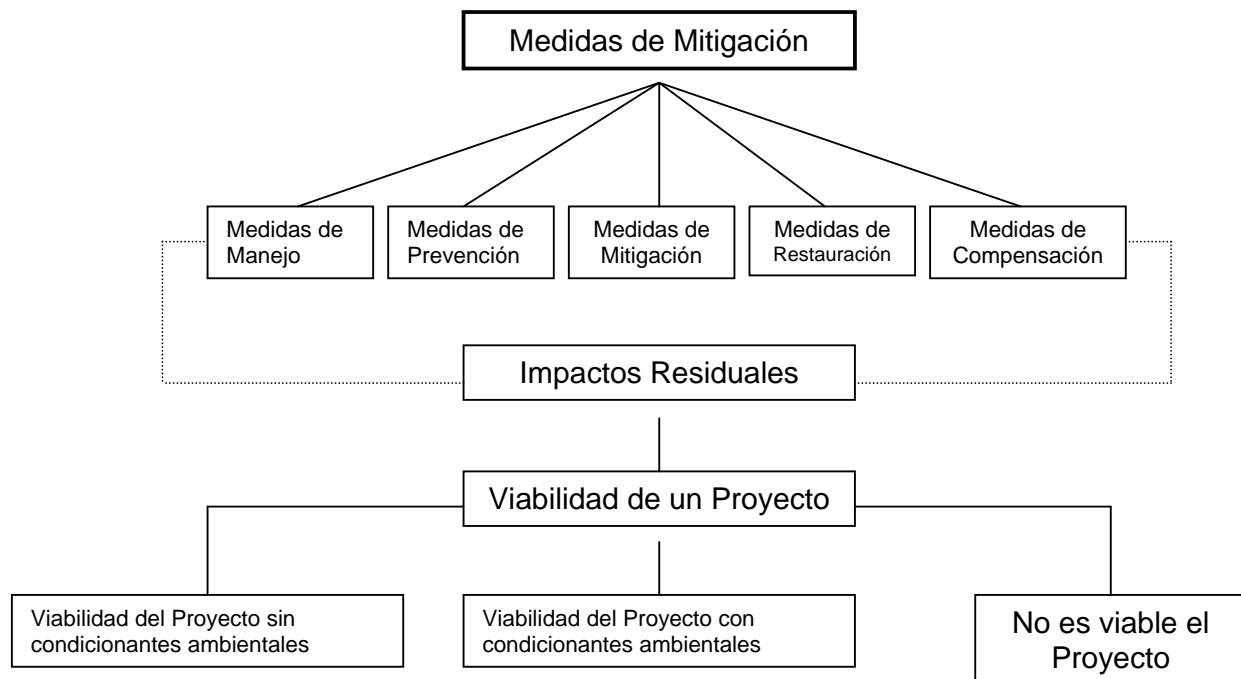 Medidas de Mitigación
Medidas de
Manejo
Medidas de
Prevención
Medidas de
Mitigación
Medidas de
Restauración
Medidas de
Compensación
Impactos Residuales
Viabilidad de un Proyecto
Viabilidad del Proyecto sin
condicionantes ambientales
Viabilidad del Proyecto con
condicionantes ambientales
No es viable el
Proyecto